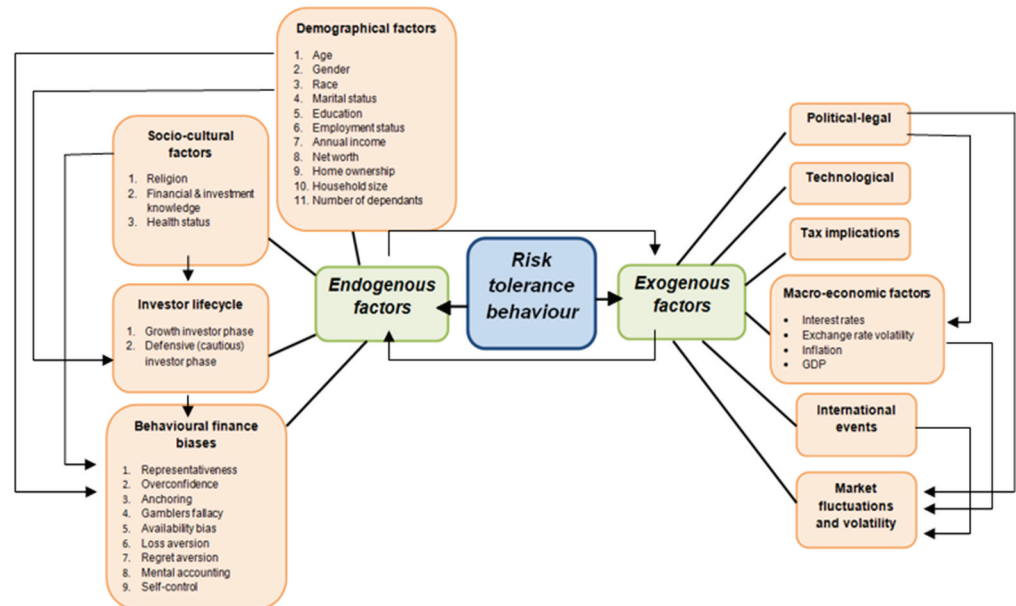 Demographical factors
1. Age
2. Gender
3. Race
4. Marital status
5. Education
6. Employment status
7. Annual income
8. Net worth
9. Home ownership
10. Household size
11. Number of dependants
Socio-cultural
factors
1. Religion
2. Financial & investment
knowledge
3. Health status
Investor lifecycle
1. Growth investor phase
2. Defensive (cautious)
investor phase
Behavioural finance
biases
1. Representativeness
2. Overconfidence
3. Anchoring
4. Gamblers fallacy
5. Availability bias
6. Loss aversion
7. Regret aversion
8. Mental accounting
9. Self-control
Endogenous
factors
Risk
tolerance
behaviour
Exogenous
factors
Political-legal
Technological
Tax implications
Macro-economic factors
• Interest rates
• Exchange rate volatility
• Inflation
• GDP
International
events
Market
fluctuations
and volatility